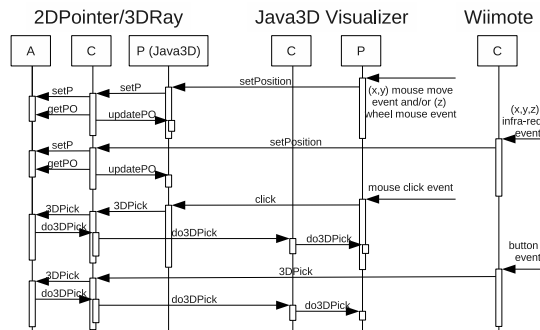 2DPointer/3DRay Java3D Visualizer Wiimote
A C P (Java3D) C P C
setP setP setPosition
(x,y) mouse move
event and/or (z)
wheel mouse event
getPO updatePO
(x,y,z)
infra-red
event
setP setPosition
getPO updatePO
mouse click event
3DPick 3DPick click
do3DPick do3DPick do3DPick
button
event
3DPick 3DPick
do3DPick do3DPick do3DPick